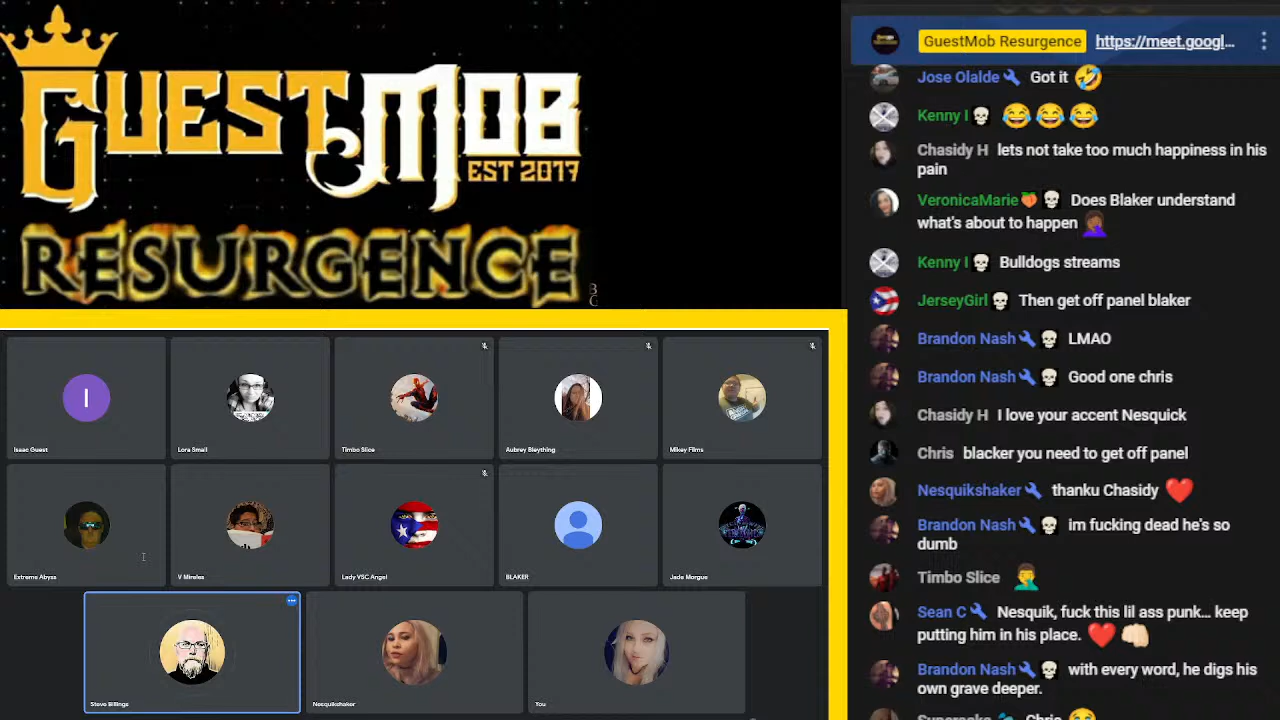 GUESTMOB
EST 2017
RESURGENCE
Isaac Guest
Lora Small
Timbo Slice
Aubrey Bleything
Mikey Films
Extreme Abyss
V Mireles
Lady VSC Angel
BLAKER
Jade Morgue
Steve Billings
Nesquikshaker
You
GuestMob Resurgence https://meet.googl...
Jose Olalde Got it 🤣
Kenny I 😂 😂 😂
Chasidy H lets not take too much happiness in his
pain
VeronicaMarie🍑 Does Blaker understand
what's about to happen 🤦🏾‍♀️
Kenny I Bulldogs streams
JerseyGirl Then get off panel blaker
Brandon Nash LMAO
Brandon Nash Good one chris
Chasidy H I love your accent Nesquick
Chris blacker you need to get off panel
Nesquikshaker thanku Chasidy ❤️
Brandon Nash im fucking dead he's so
dumb
Timbo Slice 🤦‍♂️
Sean C Nesquik, fuck this lil ass punk... keep
putting him in his place. ❤️ 👊🏻
Brandon Nash with every word, he digs his
own grave deeper.